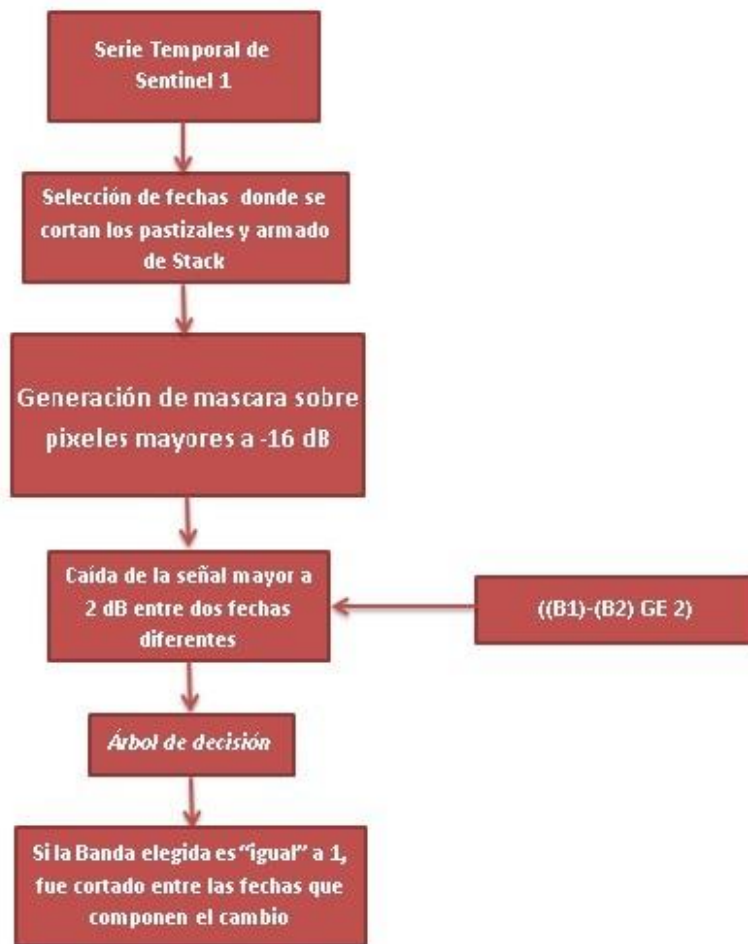 Serie Temporal de
Sentinel 1
Selección de fechas donde se
cortan los pastizales y armado
de Stack
Generación de mascara sobre
pixeles mayores a -16 dB
Caída de la señal mayor a
2 dB entre dos fechas
diferentes
((B1)-(B2) GE 2)
Árbol de decisión
Si la Banda elegida es "igual" a 1,
fue cortado entre las fechas que
componen el cambio